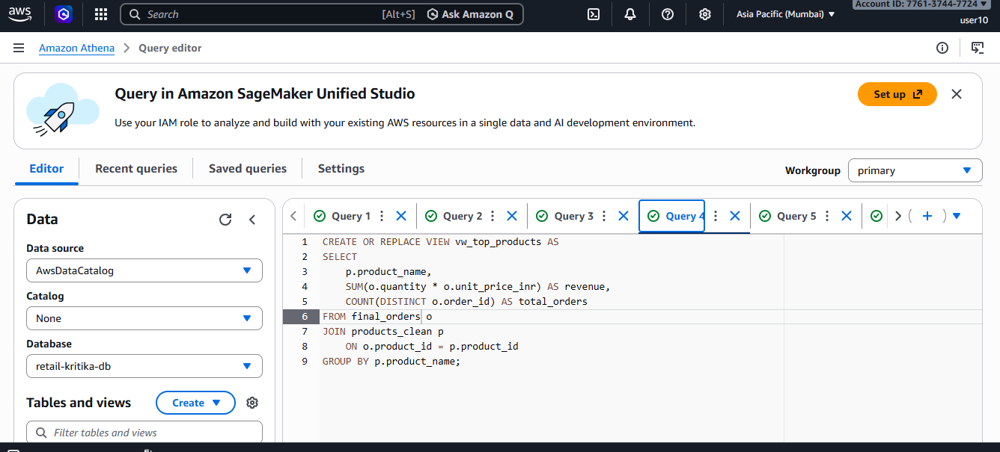 aws
Search [Alt+S] Ask Amazon Q
Asia Pacific (Mumbai) ▼
Account ID: 7761-3744-7724 ▼
user10
Amazon Athena > Query editor
Query in Amazon SageMaker Unified Studio
Use your IAM role to analyze and build with your existing AWS resources in a single data and AI development environment.
Set up
Editor
Recent queries
Saved queries
Settings
Workgroup
primary
Data
Data source
AwsDataCatalog
Catalog
None
Database
retail-kritika-db
Tables and views
Create
Filter tables and views
Query 1
Query 2
Query 3
Query 4
Query 5
1 CREATE OR REPLACE VIEW vw_top_products AS
2 SELECT
3 p.product_name,
4 SUM(o.quantity * o.unit_price_inr) AS revenue,
5 COUNT(DISTINCT o.order_id) AS total_orders
6 FROM final_orders o
7 JOIN products_clean p
8 ON o.product_id = p.product_id
9 GROUP BY p.product_name;